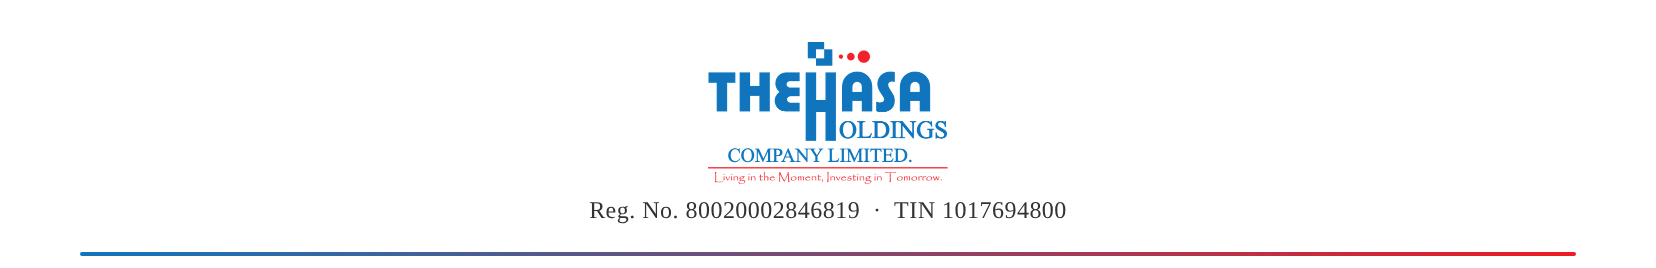 THEHASA
HOLDINGS
COMPANY LIMITED.
Living in the Moment, Investing in Tomorrow.
Reg. No. 80020002846819 · TIN 1017694800